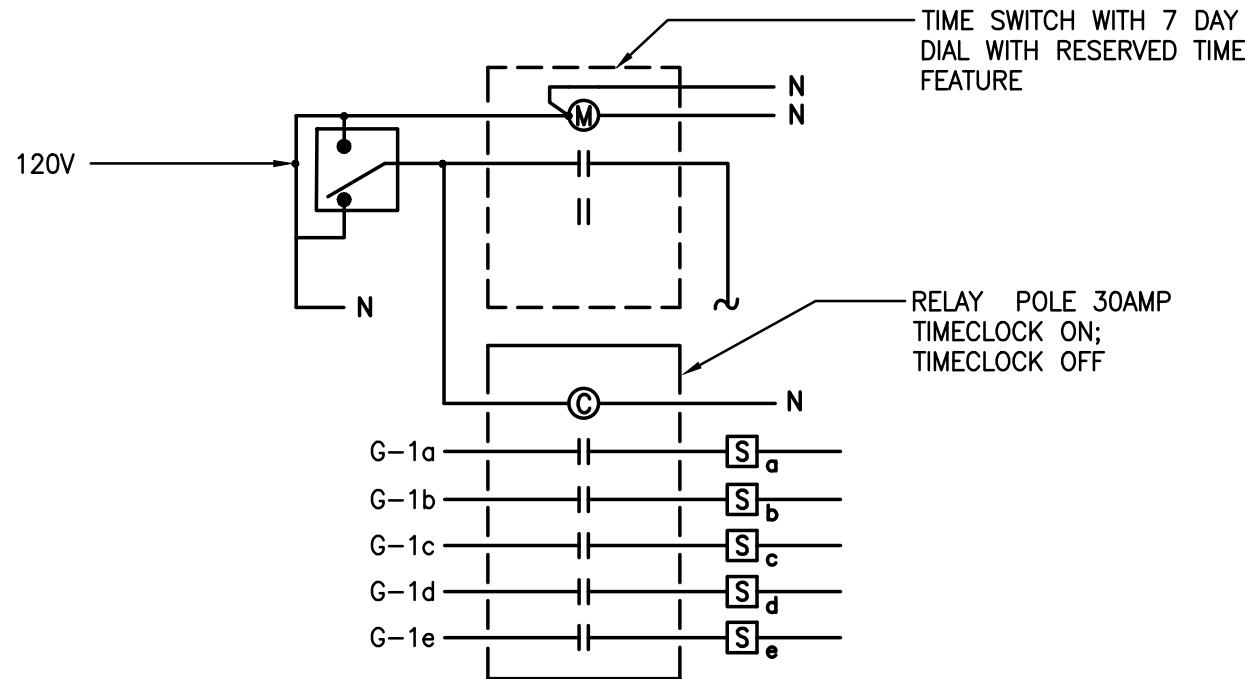 TIME SWITCH WITH 7 DAY
DIAL WITH RESERVED TIME
FEATURE
N
M
N
120V
N
RELAY POLE 30AMP
TIMECLOCK ON;
TIMECLOCK OFF
C
N
G-1a S a
G-1b S b
G-1c S c
G-1d S d
G-1e S e